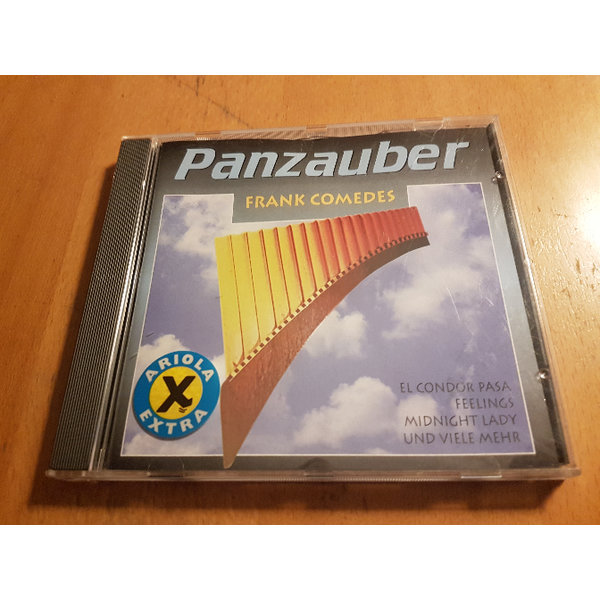 Panzauber
FRANK COMEDES
ARIOLA
X
EXTRA
EL CONDOR PASA
FEELINGS
MIDNIGHT LADY
UND VIELE MEHR